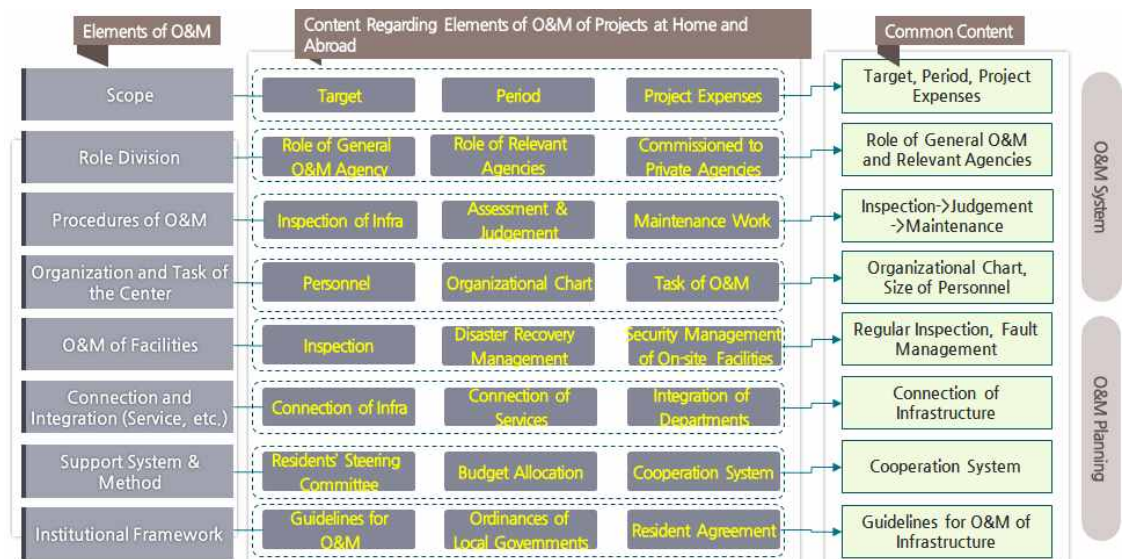 Elements of O&M
Content Regarding Elements of O&M of Projects at Home and
Abroad
Common Content
Scope
Target
Period
Project Expenses
Target, Period, Project
Expenses
Role Division
Role of General
O&M Agency
Role of Relevant
Agencies
Commissioned to
Private Agencies
Role of General O&M
and Relevant Agencies
Procedures of O&M
Inspection of Infra
Assessment &
Judgement
Maintenance Work
Inspection->Judgement
->Maintenance
Organization and Task of
the Center
Personnel
Organizational Chart
Task of O&M
Organizational Chart,
Size of Personnel
O&M System
O&M of Facilities
Inspection
Disaster Recovery
Management
Security Management
of On-site Facilities
Regular Inspection, Fault
Management
Connection and
Integration (Service, etc.)
Connection of Infra
Connection of
Services
Integration of
Departments
Connection of
Infrastructure
Support System &
Method
Residents' Steering
Committee
Budget Allocation
Cooperation System
Cooperation System
Institutional Framework
Guidelines for
O&M
Ordinances of
Local Governments
Resident Agreement
Guidelines for O&M of
Infrastructure
O&M Planning